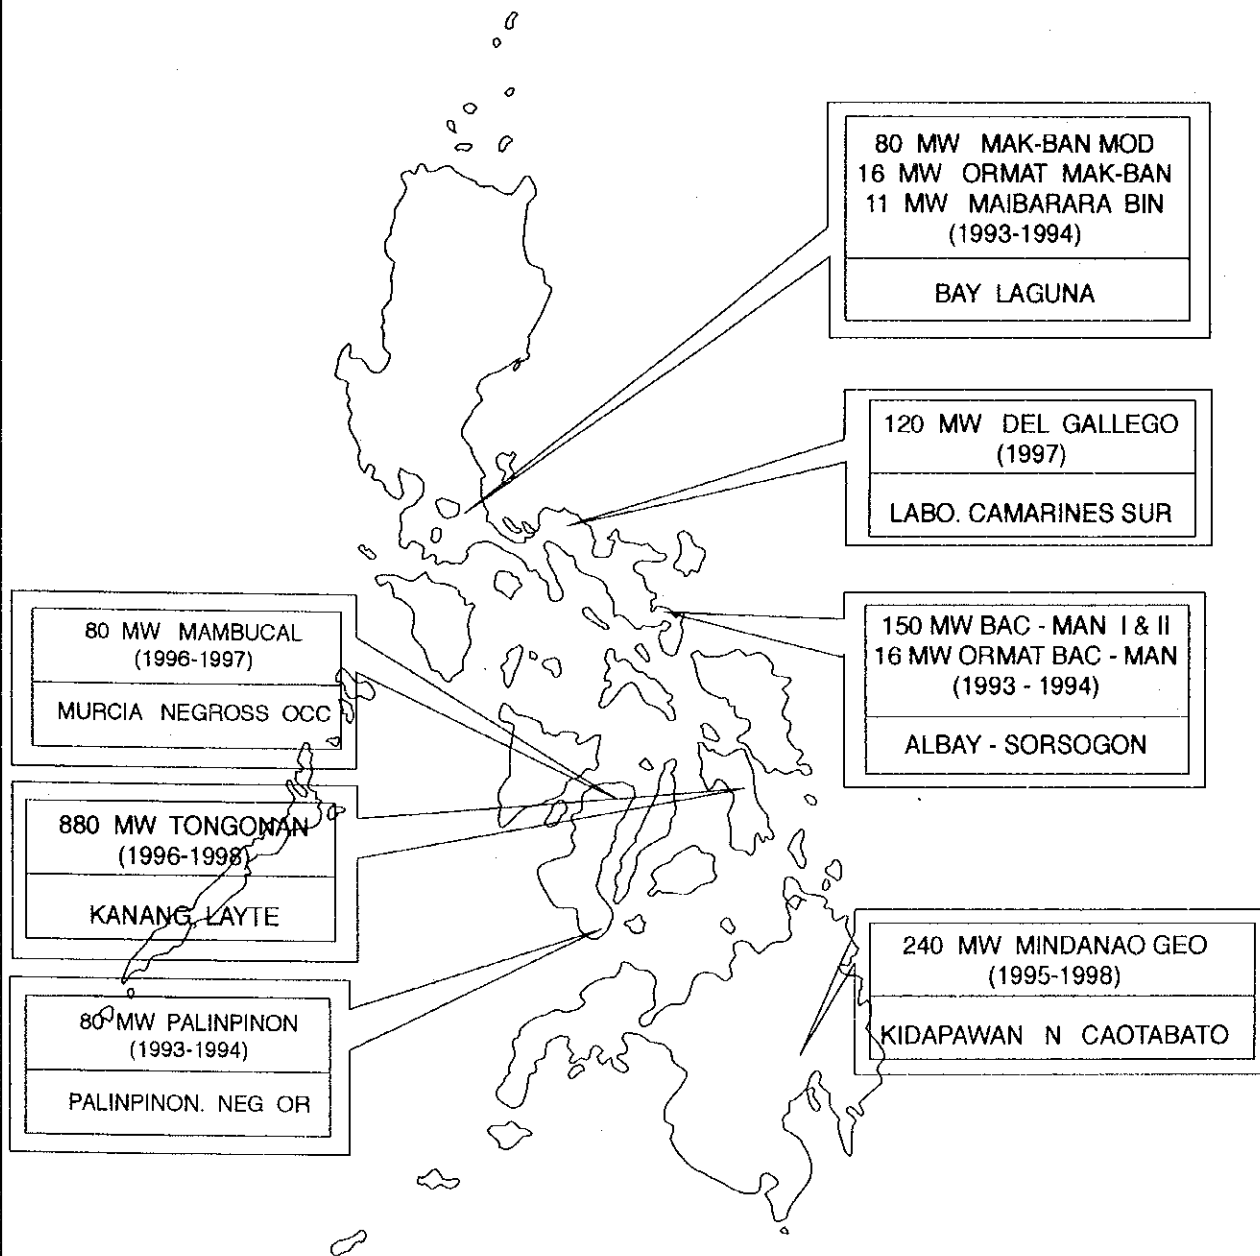 80 MW MAK-BAN MOD
16 MW ORMAT MAK-BAN
11 MW MAIBARARA BIN
(1993-1994)
BAY LAGUNA
120 MW DEL GALLEGO
(1997)
LABO. CAMARINES SUR
150 MW BAC - MAN I & II
16 MW ORMAT BAC - MAN
(1993 - 1994)
ALBAY - SORSOGON
80 MW MAMBUCAL
(1996-1997)
MURCIA NEGROSS OCC
880 MW TONGONAN
(1996-1998)
KANANG LAYTE
80 MW PALINPINON
(1993-1994)
PALINPINON. NEG OR
240 MW MINDANAO GEO
(1995-1998)
KIDAPAWAN N CAOTABATO